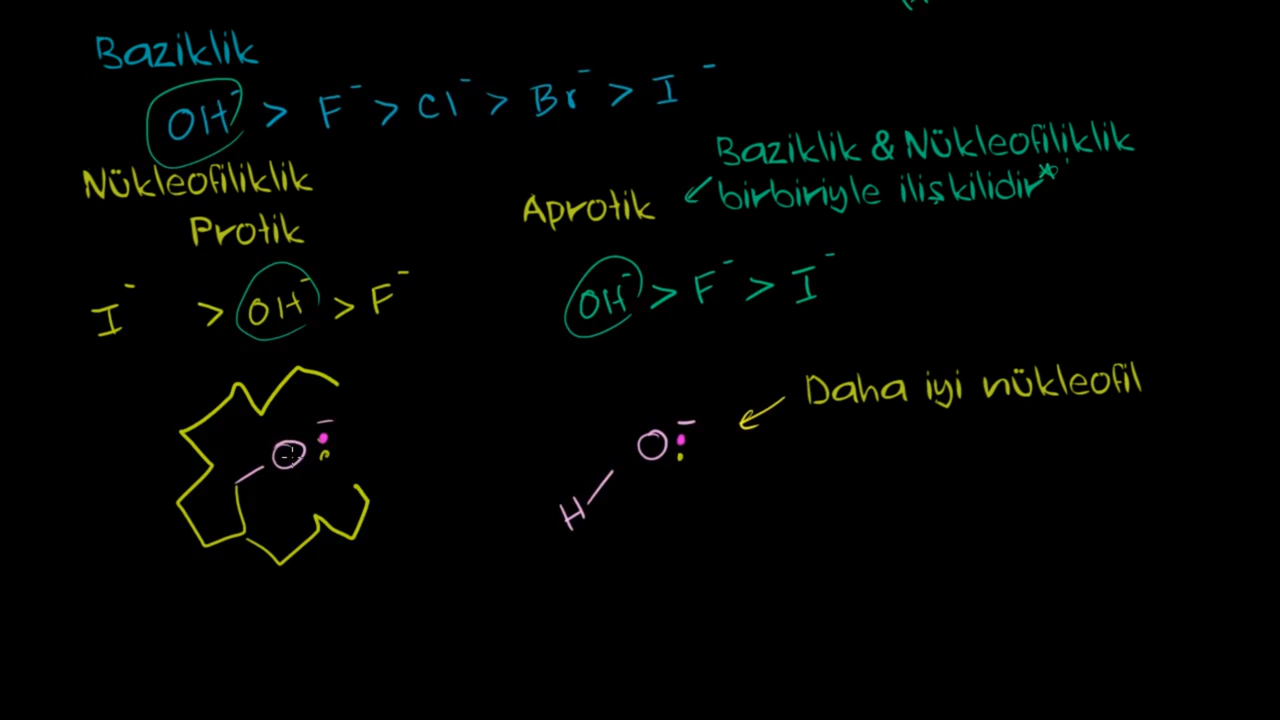 Baziklik
OH⁻ > F⁻ > Cl⁻ > Br⁻ > I⁻
Baziklik & Nükleofiliklik
birbiriyle ilişkilidir*
Nükleofiliklik
Protik
Aprotik
I⁻ > OH⁻ > F⁻
OH⁻ > F⁻ > I⁻
Daha iyi nükleofil
O:⁻
H O:⁻